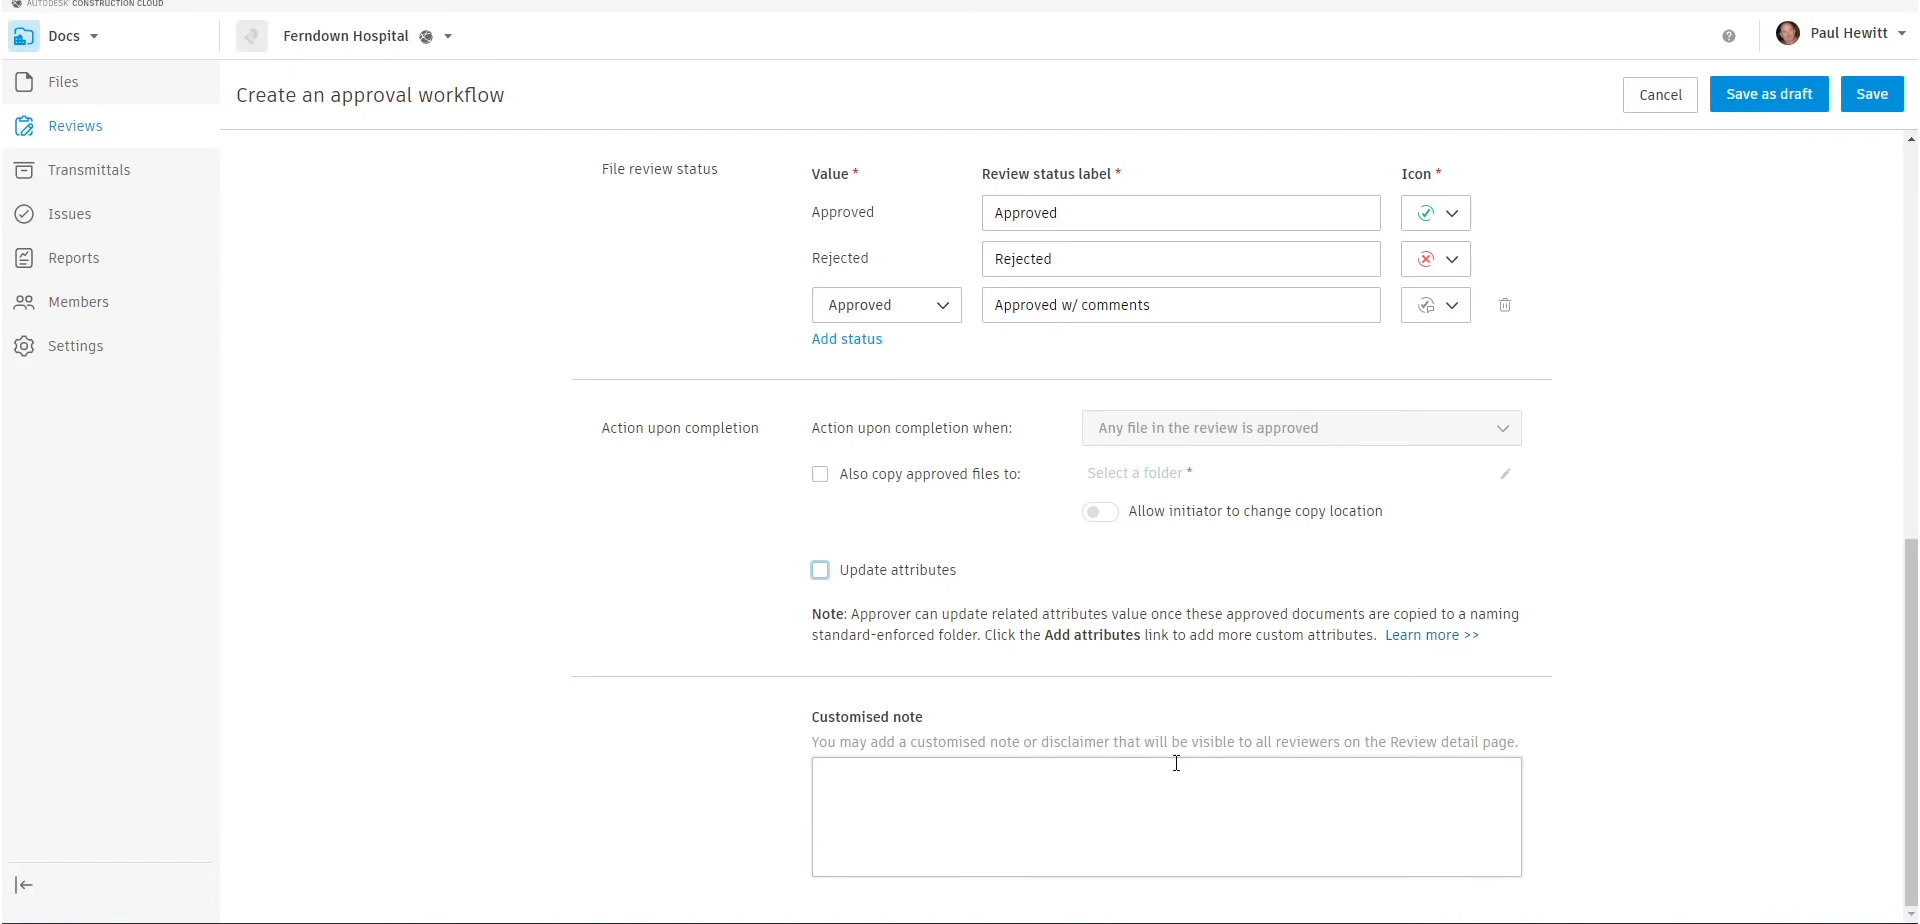 AUTODESK CONSTRUCTION CLOUD
Docs
Ferndown Hospital
Paul Hewitt
Files
Reviews
Transmittals
Issues
Reports
Members
Settings
Create an approval workflow
Cancel
Save as draft
Save
File review status
Value *
Review status label *
Icon *
Approved
Approved
Rejected
Rejected
Approved
Approved w/ comments
Add status
Action upon completion
Action upon completion when:
Any file in the review is approved
Also copy approved files to:
Select a folder *
Allow initiator to change copy location
Update attributes
Note: Approver can update related attributes value once these approved documents are copied to a naming
standard-enforced folder. Click the Add attributes link to add more custom attributes. Learn more >>
Customised note
You may add a customised note or disclaimer that will be visible to all reviewers on the Review detail page.